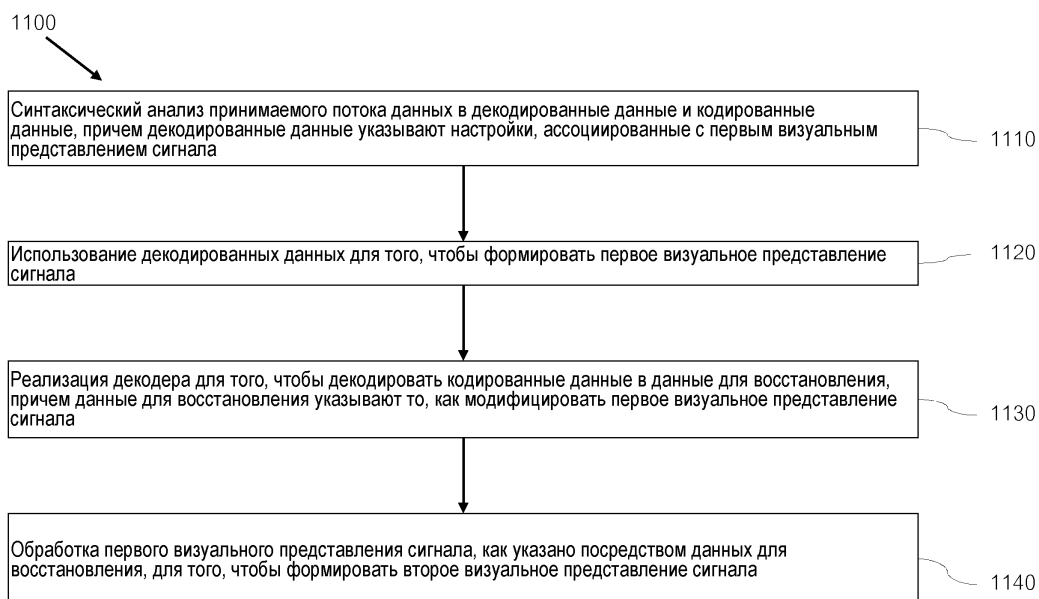 1100
Синтаксический анализ принимаемого потока данных в декодированные данные и кодированные
данные, причем декодированные данные указывают настройки, ассоциированные с первым визуальным
представлением сигнала
1110
Использование декодированных данных для того, чтобы формировать первое визуальное представление
сигнала
1120
Реализация декодера для того, чтобы декодировать кодированные данные в данные для восстановления,
причем данные для восстановления указывают то, как модифицировать первое визуальное представление
сигнала
1130
Обработка первого визуального представления сигнала, как указано посредством данных для
восстановления, для того, чтобы формировать второе визуальное представление сигнала
1140